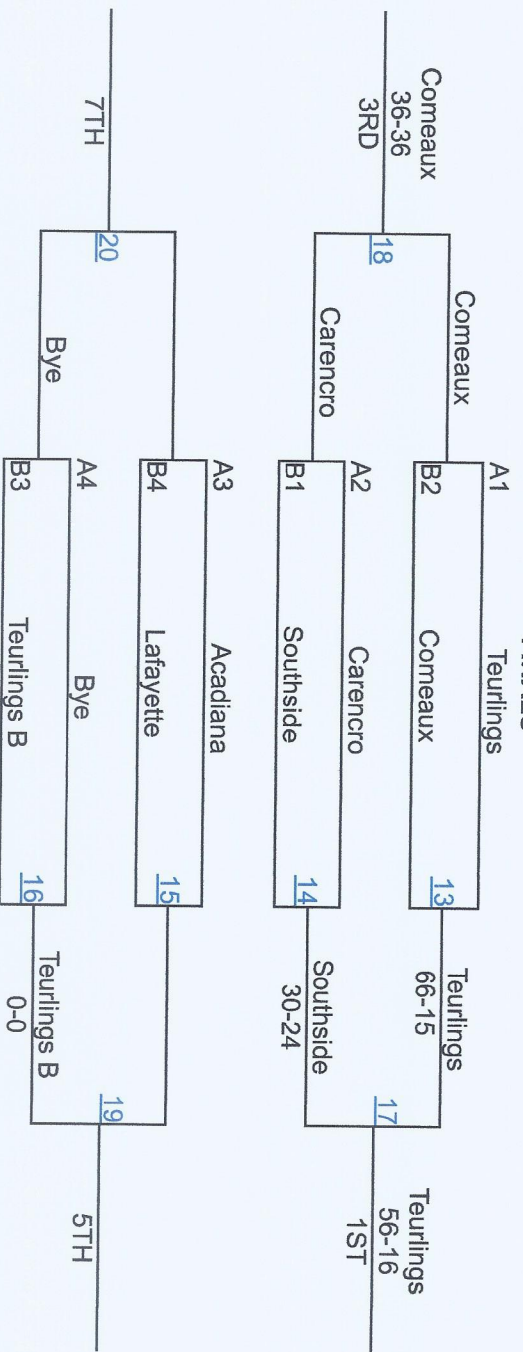 A1 Teurlings
Comeaux
Teurlings
66-15
B2 Comeaux 13
Comeaux
36-36
3RD
18
17
Teurlings
56-16
1ST
A2 Carencro
Carencro
Southside
30-24
B1 Southside 14
A3 Acadiana
B4 Lafayette 15
7TH
20
19
5TH
A4 Bye
Bye
Teurlings B
0-0
B3 Teurlings B 16